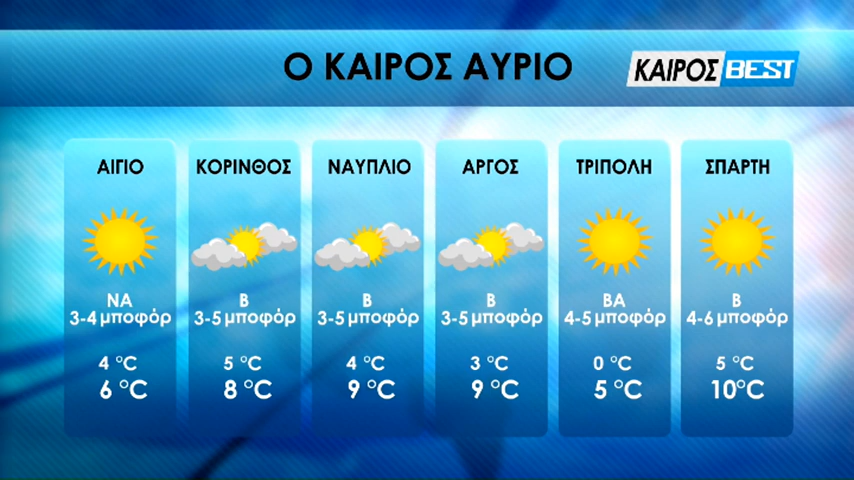 Ο ΚΑΙΡΟΣ ΑΥΡΙΟ
ΚΑΙΡΟΣ BEST
ΑΙΓΙΟ
ΝΑ
3-4 μποφόρ
4 °C
6 °C
ΚΟΡΙΝΘΟΣ
Β
3-5 μποφόρ
5 °C
8 °C
ΝΑΥΠΛΙΟ
Β
3-5 μποφόρ
4 °C
9 °C
ΑΡΓΟΣ
Β
3-5 μποφόρ
3 °C
9 °C
ΤΡΙΠΟΛΗ
ΒΑ
4-5 μποφόρ
0 °C
5 °C
ΣΠΑΡΤΗ
Β
4-6 μποφόρ
5 °C
10°C